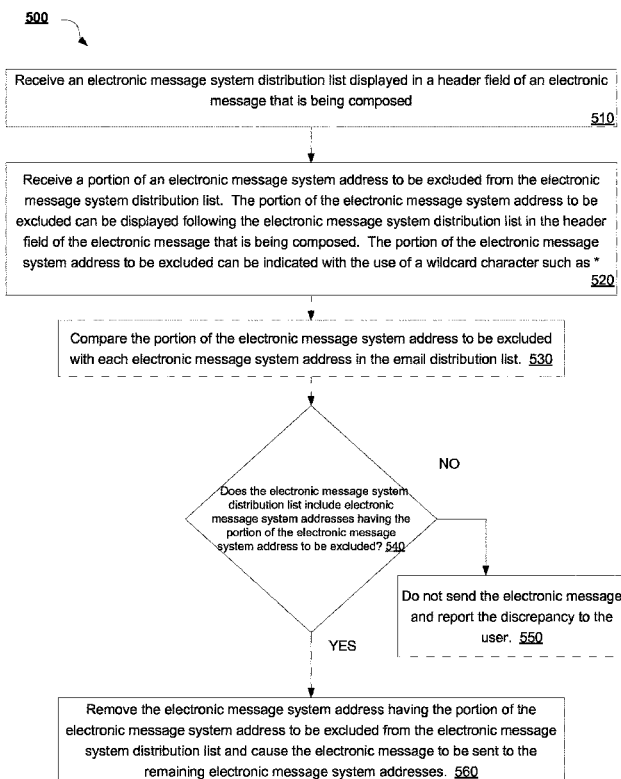 500
Receive an electronic message system distribution list displayed in a header field of an electronic
message that is being composed
510
Receive a portion of an electronic message system address to be excluded from the electronic
message system distribution list. The portion of the electronic message system address to be
excluded can be displayed following the electronic message system distribution list in the header
field of the electronic message that is being composed. The portion of the electronic message
system address to be excluded can be indicated with the use of a wildcard character such as *
520
Compare the portion of the electronic message system address to be excluded
with each electronic message system address in the email distribution list. 530
Does the electronic message system
distribution list include electronic
message system addresses having the
portion of the electronic message
system address to be excluded? 540
NO
Do not send the electronic message
and report the discrepancy to the
user. 550
YES
Remove the electronic message system address having the portion of the
electronic message system address to be excluded from the electronic message
system distribution list and cause the electronic message to be sent to the
remaining electronic message system addresses. 560